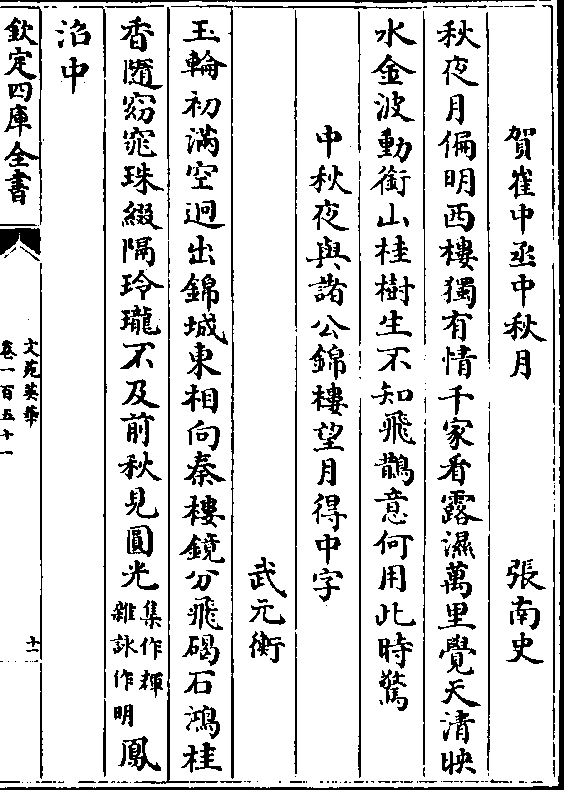 賀崔中丞中秋月　張南史
秋夜月偏明西樓獨有情千家看露濕萬里覺天清映
水金波動銜山桂樹生不知飛鵲意何用此時驚
中秋夜與諸公錦樓望月得中字
武元衡
玉輪初滿空迥出錦城東相向秦樓鏡分飛碣石鴻桂
香隨窈窕珠綴隔玲瓏不及前秋見圓光集作輝雜詠作明鳳
沼中
欽定四庫全書
文苑英華
卷一百五十一
十一